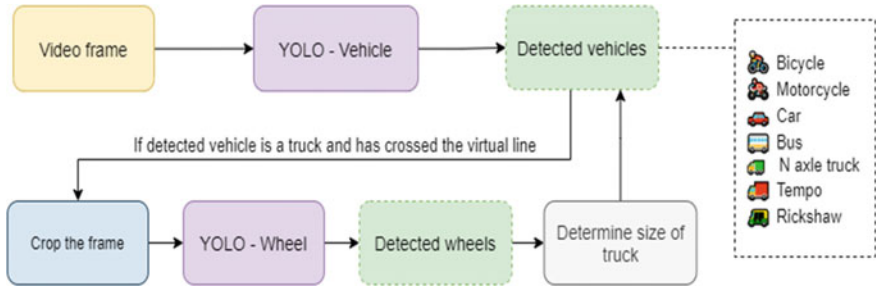 Video frame
YOLO - Vehicle
Detected vehicles
Bicycle
Motorcycle
Car
Bus
N axle truck
Tempo
Rickshaw
If detected vehicle is a truck and has crossed the virtual line
Crop the frame
YOLO - Wheel
Detected wheels
Determine size of
truck